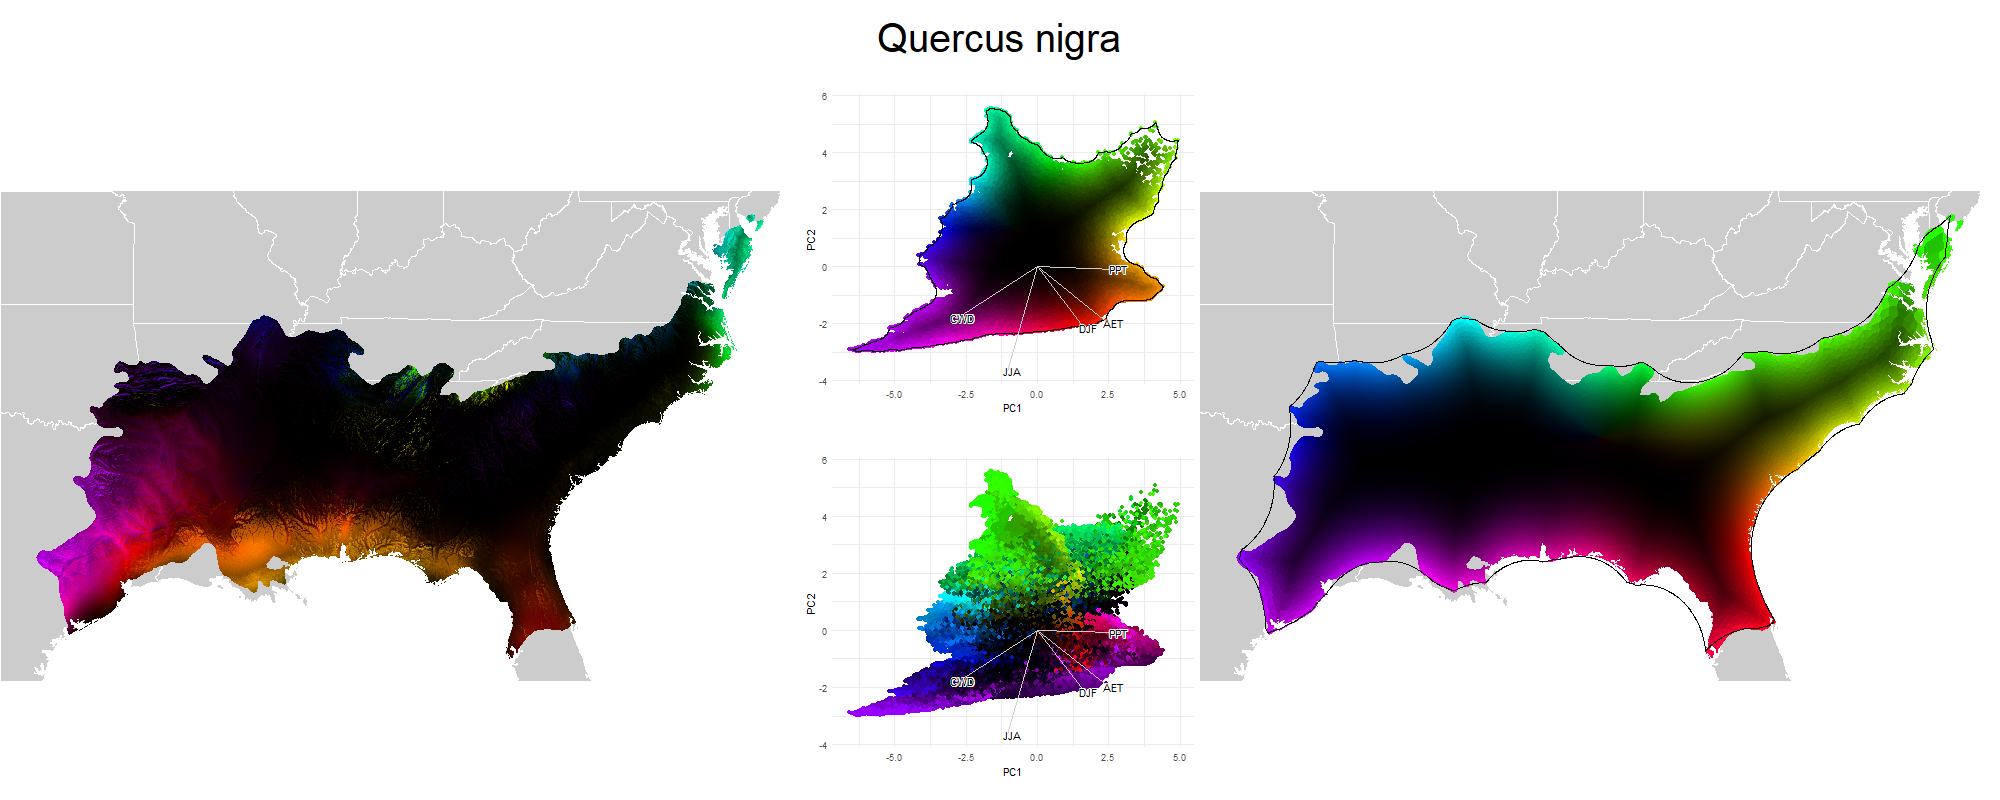 Quercus nigra
6
4
2
0
-2
-4
PC2
PPT
CWD
DJF
AET
JJA
-5.0 -2.5 0.0 2.5 5.0
PC1
6
4
2
0
-2
-4
PC2
PPT
CWD
DJF
AET
JJA
-5.0 -2.5 0.0 2.5 5.0
PC1